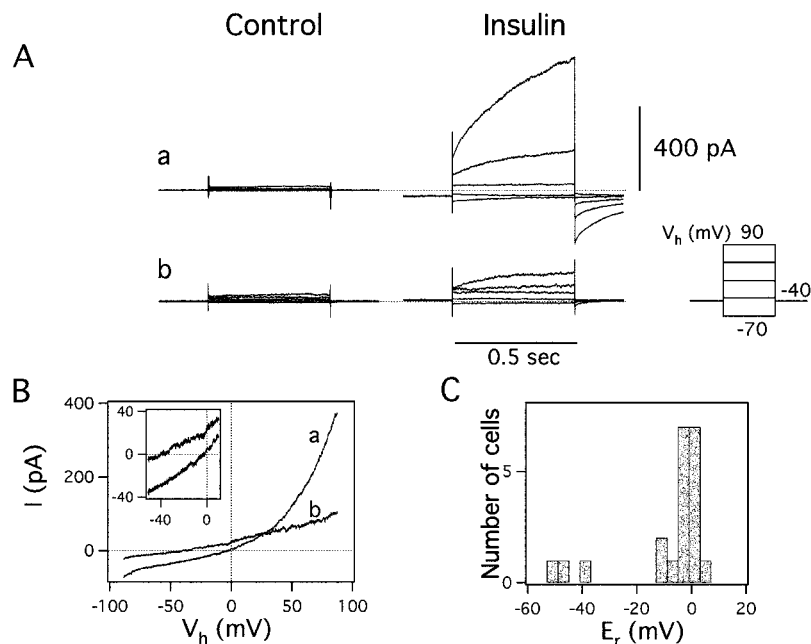 Control Insulin
A
a
400 pA
V_h (mV) 90
b
-40
-70
0.5 sec
B
C
400
200
0
I (pA)
40
0
-40
-40 0
a
b
-100 -50 0 50 100
V_h (mV)
Number of cells
5
0
-60 -40 -20 0 20
E_r (mV)